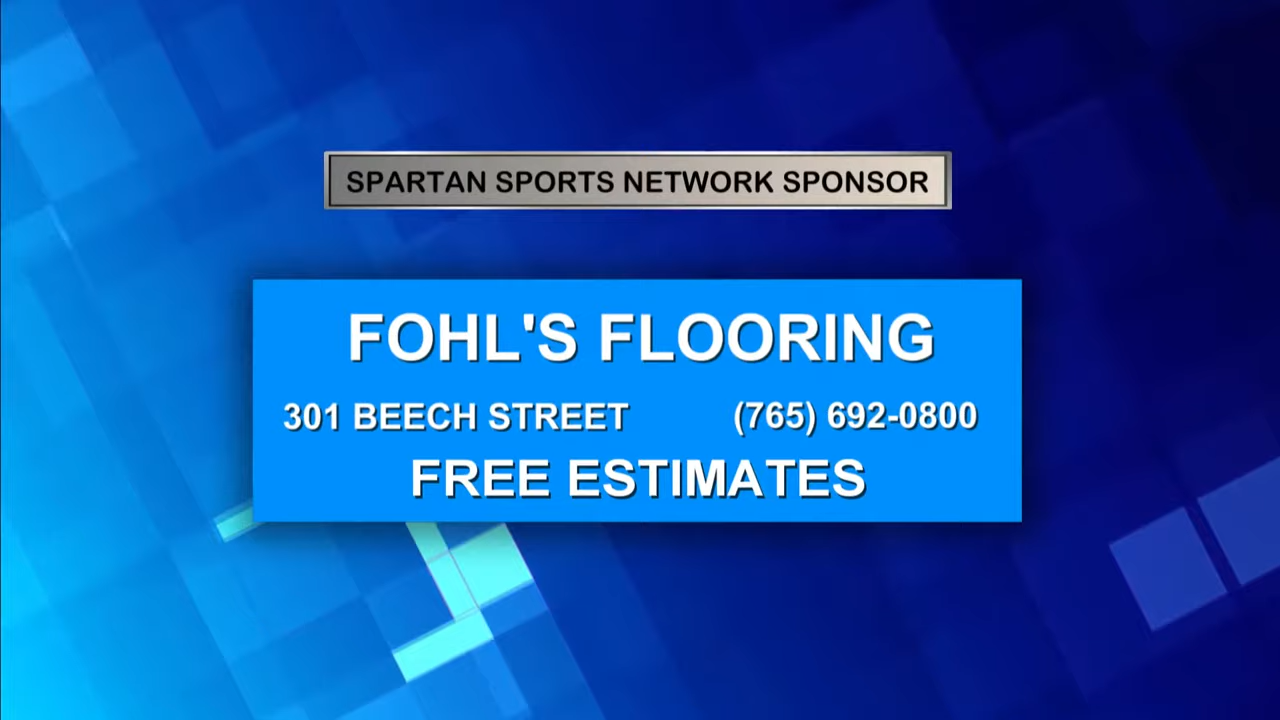 SPARTAN SPORTS NETWORK SPONSOR
FOHL'S FLOORING
301 BEECH STREET (765) 692-0800
FREE ESTIMATES